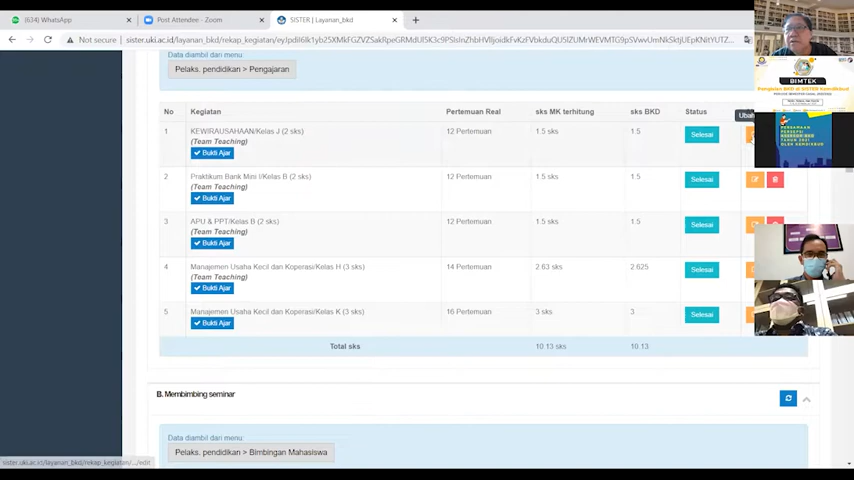 (634) WhatsApp
Post Attendee - Zoom
SISTER | Layanan_bkd
Not secure
Data diambil dari menu:
Pelaks. pendidikan > Pengajaran
No Kegiatan Pertemuan Real sks MK terhitung sks BKD Status
1 KEWIRAUSAHAAN/Kelas J (2 sks) 12 Pertemuan 1.5 sks 1.5 Selesai
(Team Teaching)
Bukti Ajar
2 Praktikum Bank Mini I/Kelas B (2 sks) 12 Pertemuan 1.5 sks 1.5 Selesai
(Team Teaching)
Bukti Ajar
3 APU & PPT/Kelas B (2 sks) 12 Pertemuan 1.5 sks 1.5 Selesai
(Team Teaching)
Bukti Ajar
4 Manajemen Usaha Kecil dan Koperasi/Kelas H (3 sks) 14 Pertemuan 2.63 sks 2.625 Selesai
(Team Teaching)
Bukti Ajar
5 Manajemen Usaha Kecil dan Koperasi/Kelas K (3 sks) 16 Pertemuan 3 sks 3 Selesai
Bukti Ajar
Total sks 10.13 sks 10.13
B. Membimbing seminar
Data diambil dari menu:
Pelaks. pendidikan > Bimbingan Mahasiswa
sister.uki.ac.id/layanan_bkd/rekap_kegiatan/.../edit
BIMTEK
PERSAMAAN
PERSEPSI
TAHUN 2021
OLEH KEMDIKBUD